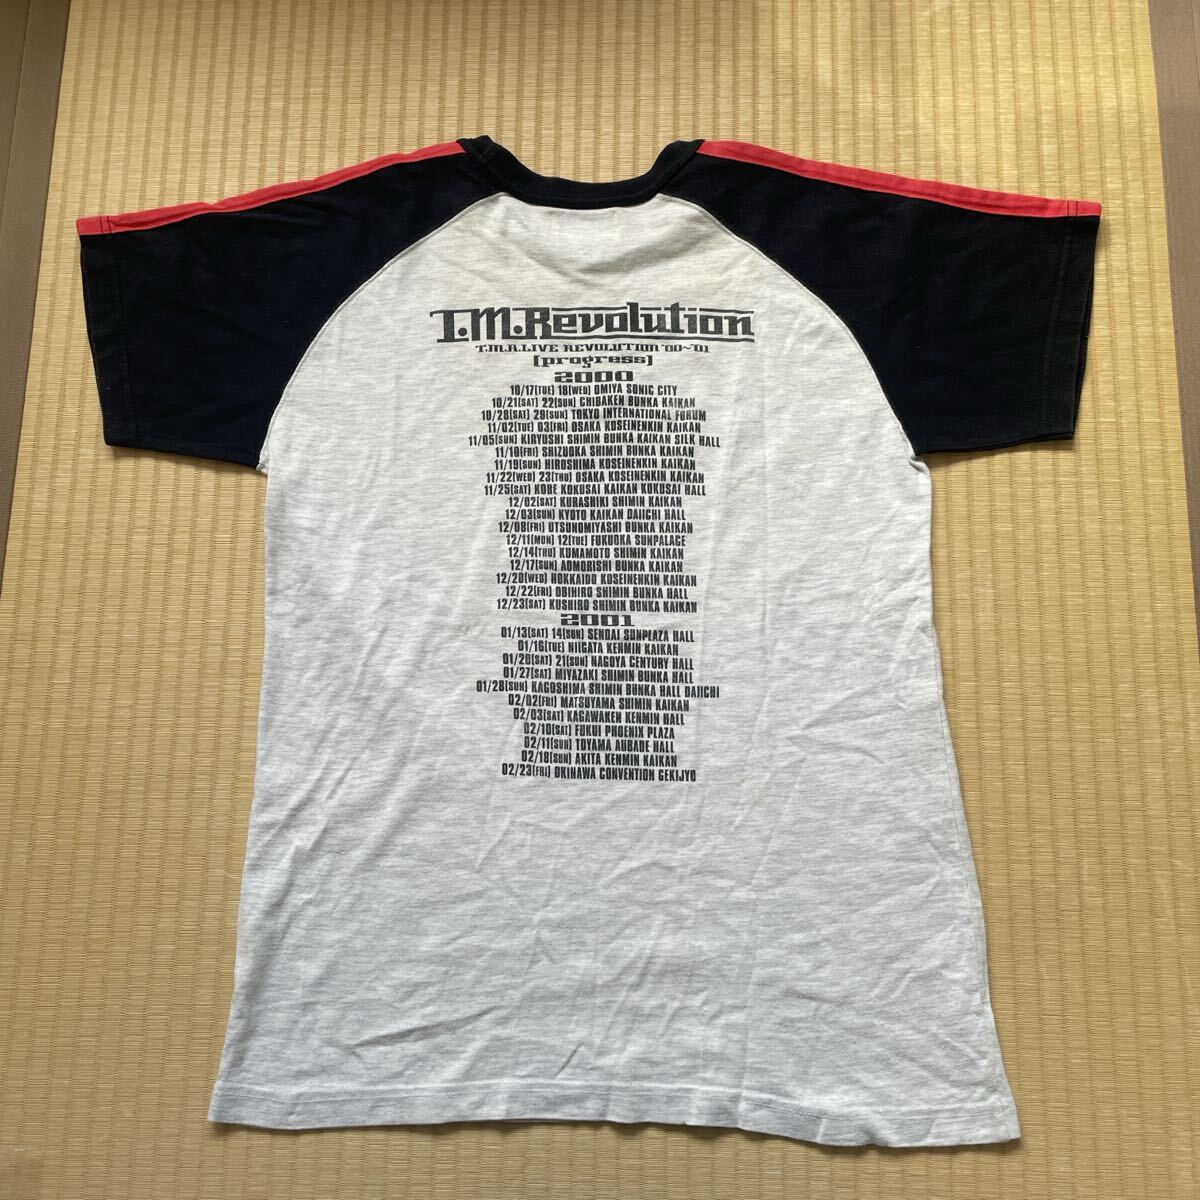 T.M.Revolution
T.M.R.LIVE REVOLUTION '00~'01
[progress]
2000
10/17[TUE] 18[WED] OMIYA SONIC CITY
10/21[SAT] 22[SUN] CHIBAKEN BUNKA KAIKAN
10/28[SAT] 29[SUN] TOKYO INTERNATIONAL FORUM
11/02[TUE] 03[FRI] OSAKA KOSEINENKIN KAIKAN
11/05[SUN] KIRYUSHI SHIMIN BUNKA KAIKAN SILK HALL
11/10[FRI] SHIZUOKA SHIMIN BUNKA KAIKAN
11/19[SUN] HIROSHIMA KOSEINENKIN KAIKAN
11/22[WED] 23[THU] OSAKA KOSEINENKIN KAIKAN
11/25[SAT] KOBE KOKUSAI KAIKAN KOKUSAI HALL
12/02[SAT] KURASHIKI SHIMIN KAIKAN
12/03[SUN] KYOTO KAIKAN DAIICHI HALL
12/08[FRI] UTSUNOMIYASHI BUNKA KAIKAN
12/11[MON] 12[TUE] FUKUOKA SUNPALACE
12/14[THU] KUMAMOTO SHIMIN KAIKAN
12/17[SUN] AOMORISHI BUNKA KAIKAN
12/20[WED] HOKKAIDO KOSEINENKIN KAIKAN
12/22[FRI] OBIHIRO SHIMIN BUNKA HALL
12/23[SAT] KUSHIRO SHIMIN BUNKA KAIKAN
2001
01/13[SAT] 14[SUN] SENDAI SUNPLAZA HALL
01/16[TUE] NIIGATA KENMIN KAIKAN
01/20[SAT] 21[SUN] NAGOYA CENTURY HALL
01/27[SAT] MIYAZAKI SHIMIN BUNKA HALL
01/28[SUN] KAGOSHIMA SHIMIN BUNKA HALL DAIICHI
02/02[FRI] MATSUYAMA SHIMIN KAIKAN
02/03[SAT] KAGAWAKEN KENMIN HALL
02/10[SAT] FUKUI PHOENIX PLAZA
02/11[SUN] TOYAMA AUBADE HALL
02/18[SUN] AKITA KENMIN KAIKAN
02/23[FRI] OKINAWA CONVENTION GEKIJYO